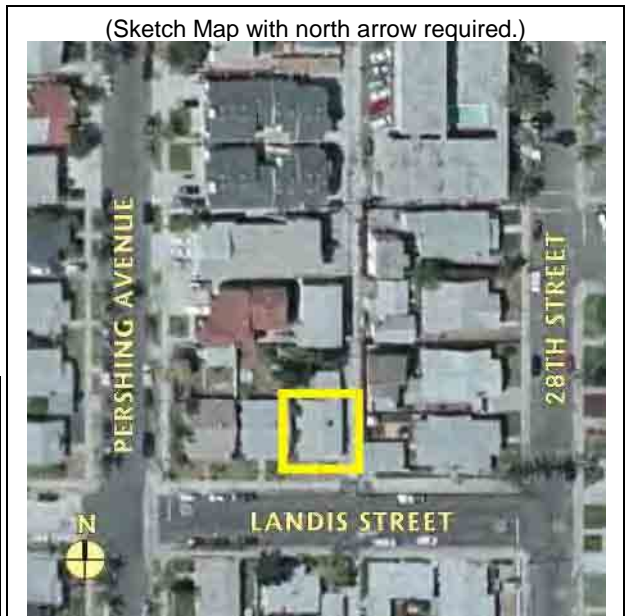 (Sketch Map with north arrow required.)
PERSHING AVENUE
28TH STREET
LANDIS STREET
N